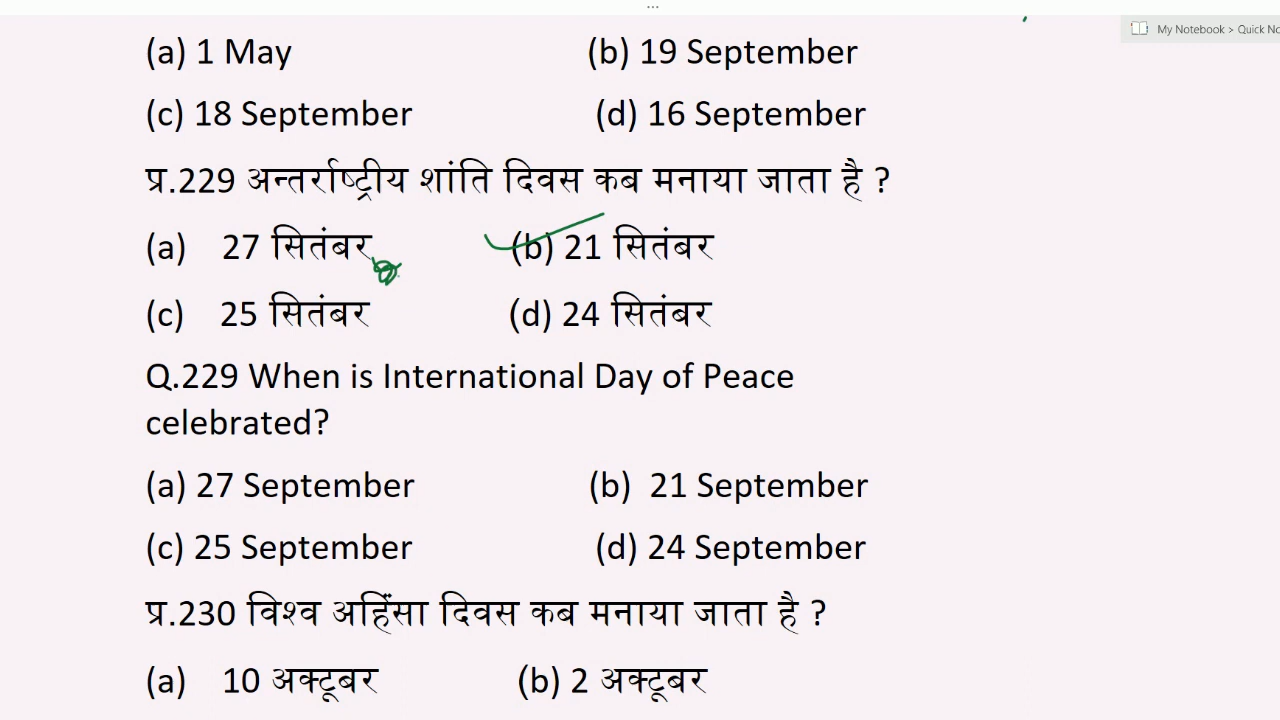 ...
My Notebook > Quick No
(a) 1 May (b) 19 September
(c) 18 September (d) 16 September
प्र.229 अन्तर्राष्ट्रीय शांति दिवस कब मनाया जाता है ?
(a) 27 सितंबर (b) 21 सितंबर
(c) 25 सितंबर (d) 24 सितंबर
Q.229 When is International Day of Peace
celebrated?
(a) 27 September (b) 21 September
(c) 25 September (d) 24 September
प्र.230 विश्व अहिंसा दिवस कब मनाया जाता है ?
(a) 10 अक्टूबर (b) 2 अक्टूबर